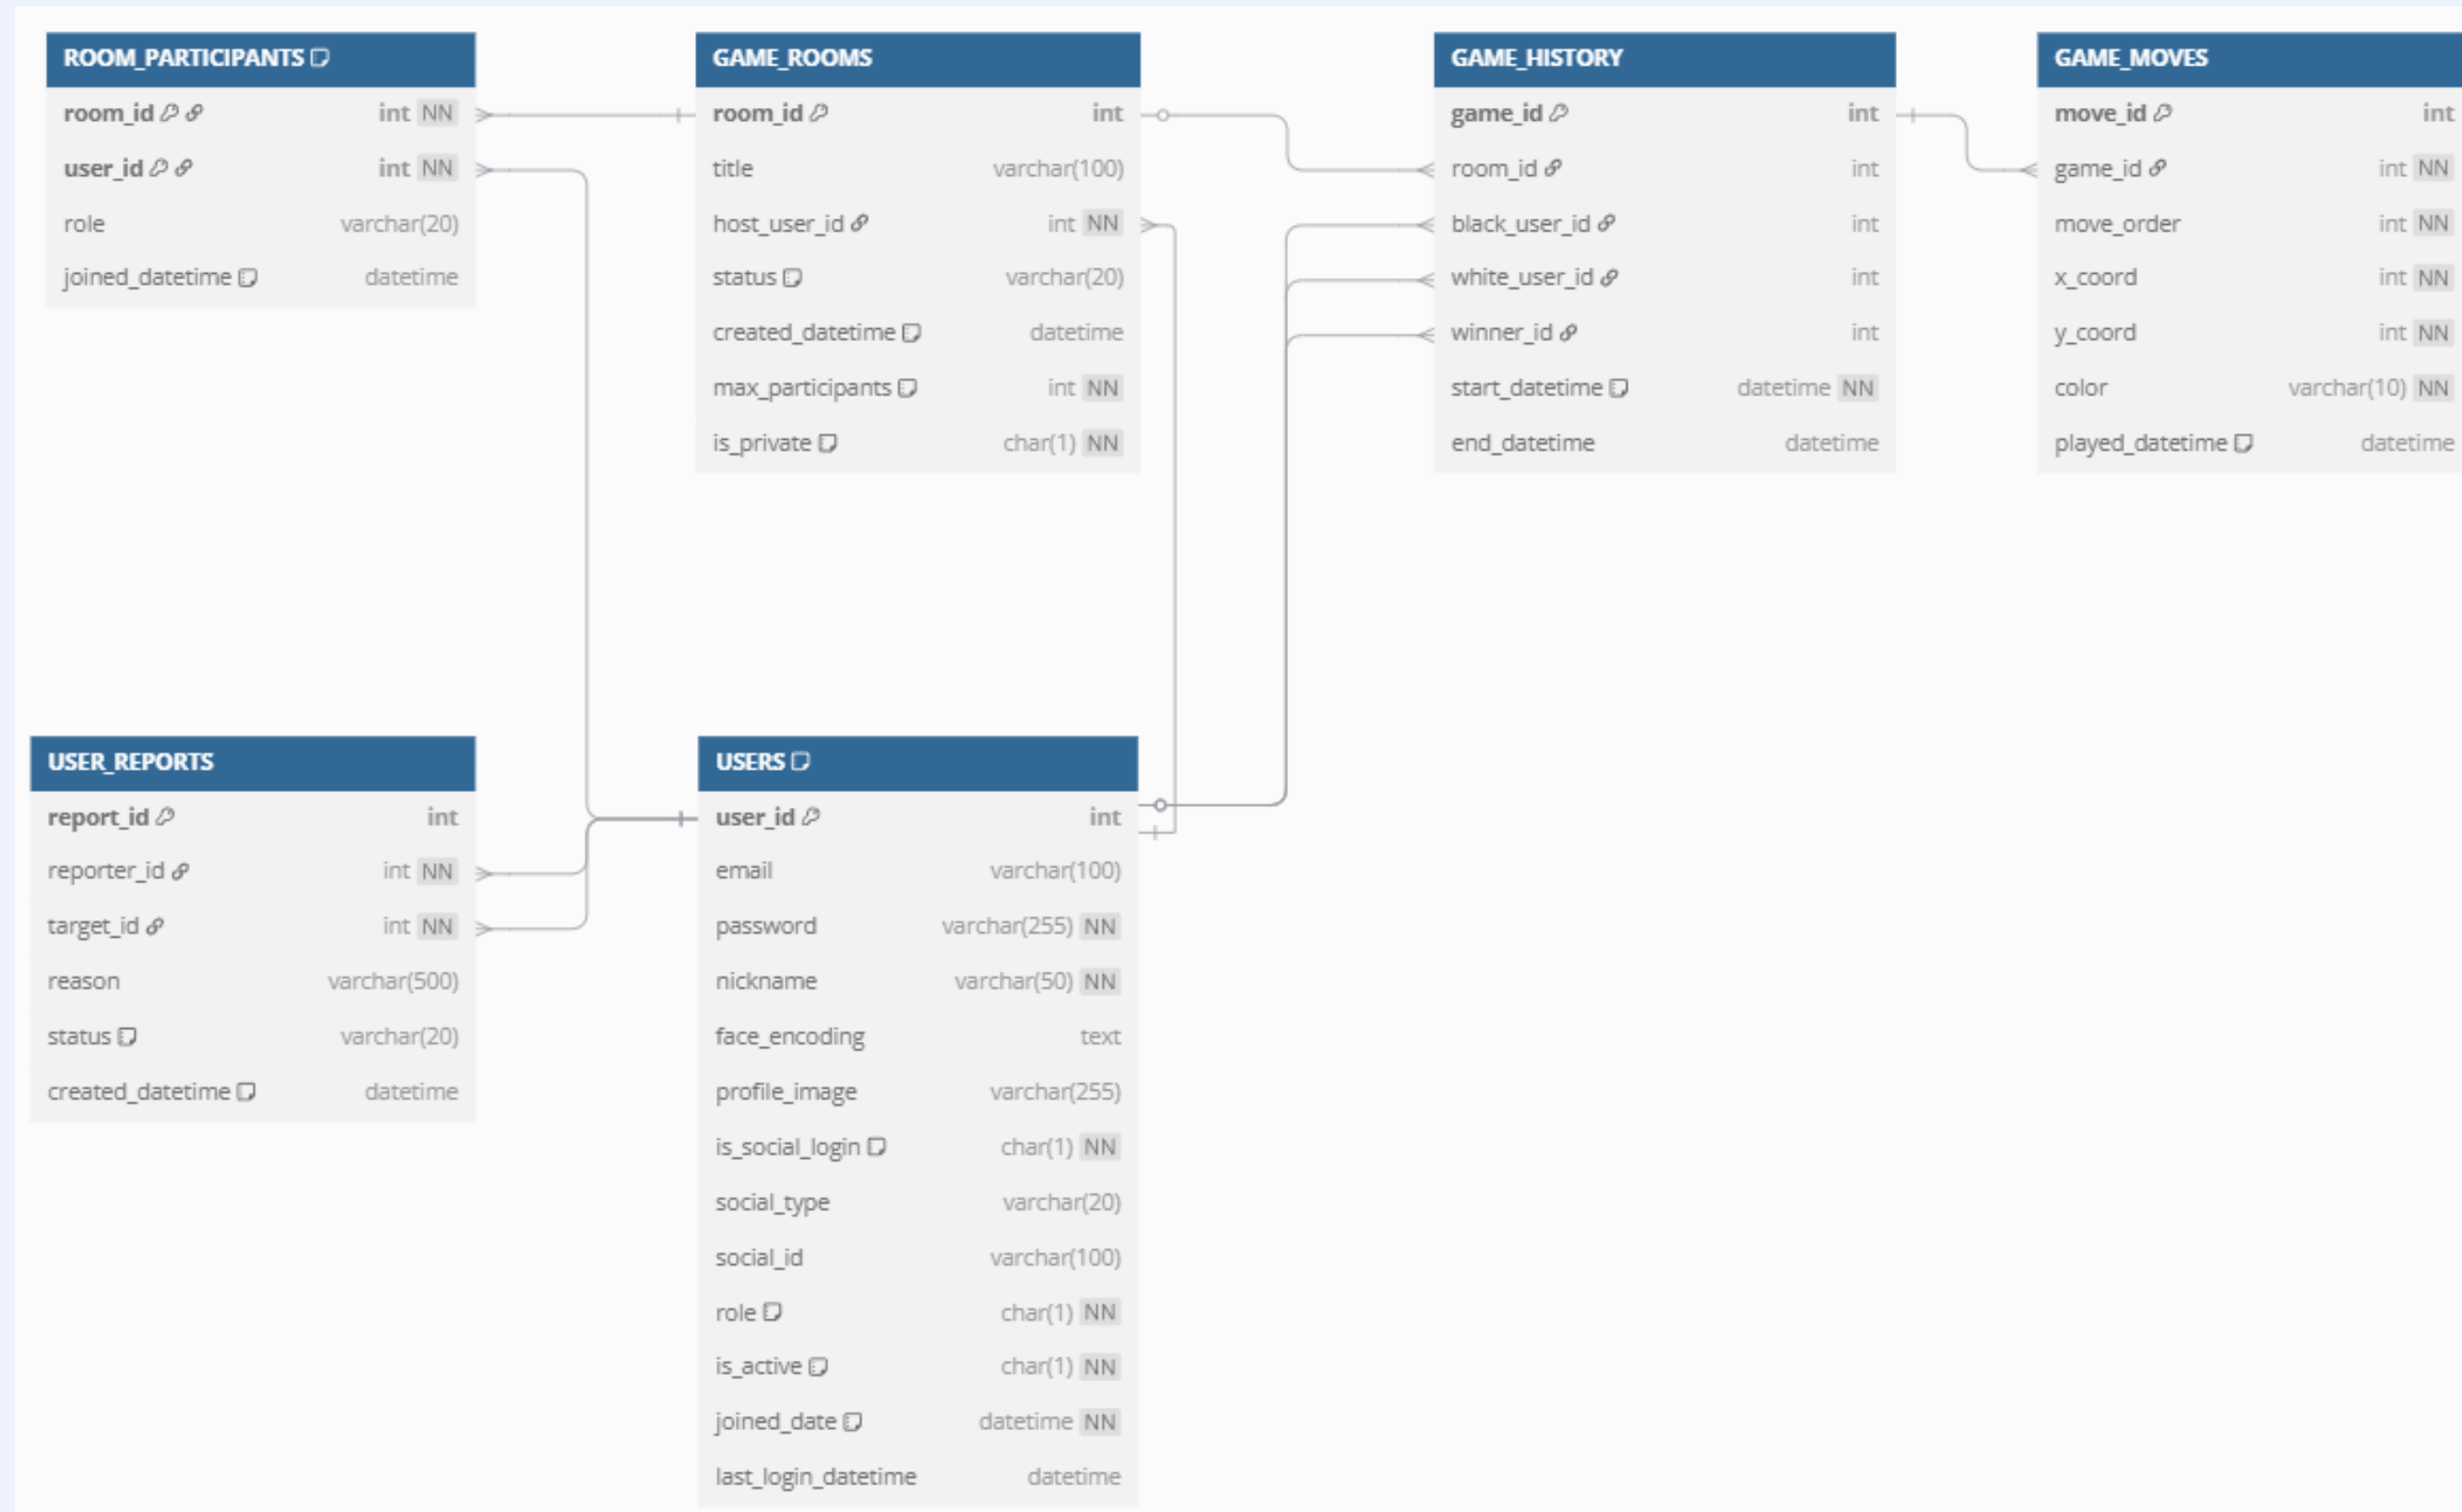 ROOM_PARTICIPANTS
room_id int NN
user_id int NN
role varchar(20)
joined_datetime datetime
GAME_ROOMS
room_id int
title varchar(100)
host_user_id int NN
status varchar(20)
created_datetime datetime
max_participants int NN
is_private char(1) NN
GAME_HISTORY
game_id int
room_id int
black_user_id int
white_user_id int
winner_id int
start_datetime datetime NN
end_datetime datetime
GAME_MOVES
move_id int
game_id int NN
move_order int NN
x_coord int NN
y_coord int NN
color varchar(10) NN
played_datetime datetime
USER_REPORTS
report_id int
reporter_id int NN
target_id int NN
reason varchar(500)
status varchar(20)
created_datetime datetime
USERS
user_id int
email varchar(100)
password varchar(255) NN
nickname varchar(50) NN
face_encoding text
profile_image varchar(255)
is_social_login char(1) NN
social_type varchar(20)
social_id varchar(100)
role char(1) NN
is_active char(1) NN
joined_date datetime NN
last_login_datetime datetime